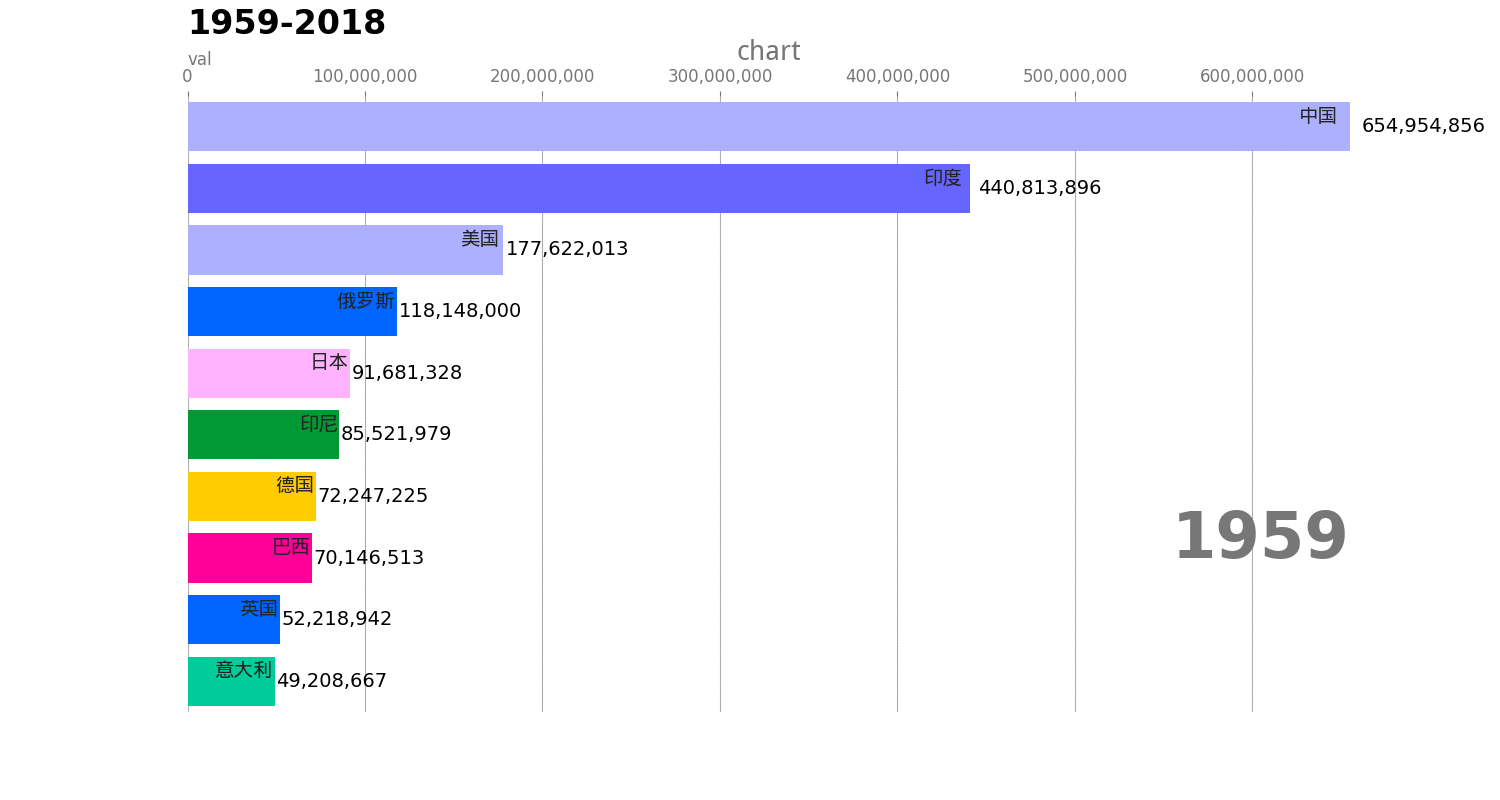 1959-2018
chart
val
0 100,000,000 200,000,000 300,000,000 400,000,000 500,000,000 600,000,000
中国 654,954,856
印度 440,813,896
美国 177,622,013
俄罗斯 118,148,000
日本 91,681,328
印尼 85,521,979
德国 72,247,225
巴西 70,146,513
1959
英国 52,218,942
意大利 49,208,667